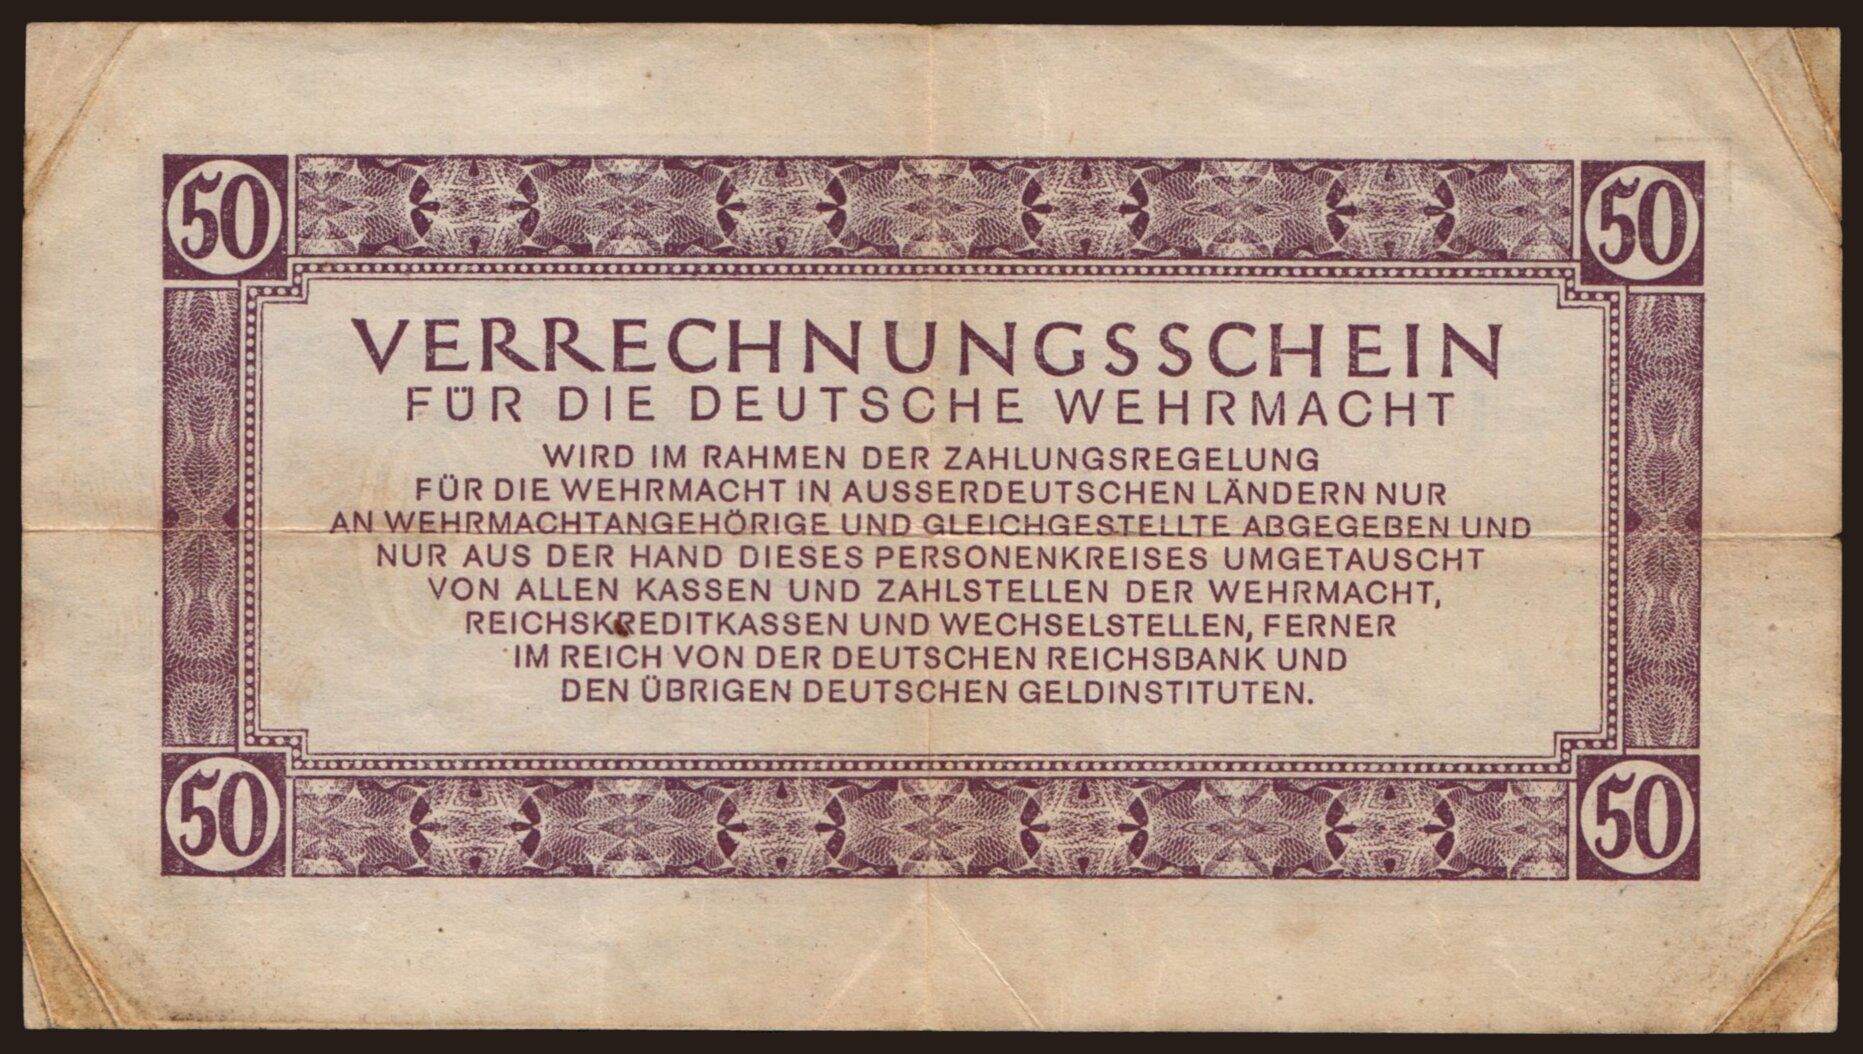 50 50
VERRECHNUNGSSCHEIN
FÜR DIE DEUTSCHE WEHRMACHT
WIRD IM RAHMEN DER ZAHLUNGSREGELUNG
FÜR DIE WEHRMACHT IN AUSSERDEUTSCHEN LÄNDERN NUR
AN WEHRMACHTANGEHÖRIGE UND GLEICHGESTELLTE ABGEGEBEN UND
NUR AUS DER HAND DIESES PERSONENKREISES UMGETAUSCHT
VON ALLEN KASSEN UND ZAHLSTELLEN DER WEHRMACHT,
REICHSKREDITKASSEN UND WECHSELSTELLEN, FERNER
IM REICH VON DER DEUTSCHEN REICHSBANK UND
DEN ÜBRIGEN DEUTSCHEN GELDINSTITUTEN.
50 50